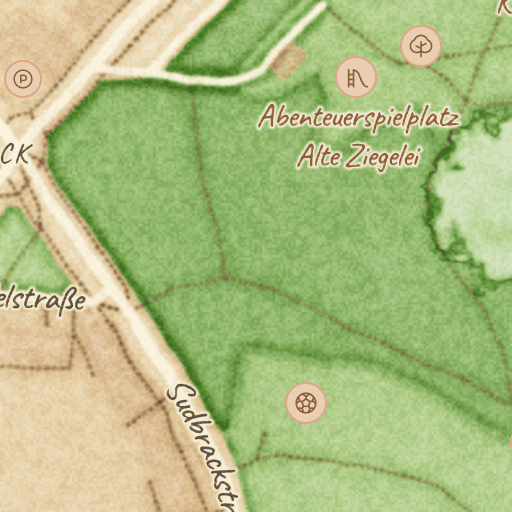 P
Abenteuerspielplatz
Alte Ziegelei
CK
elstraße
Sudbrackstr